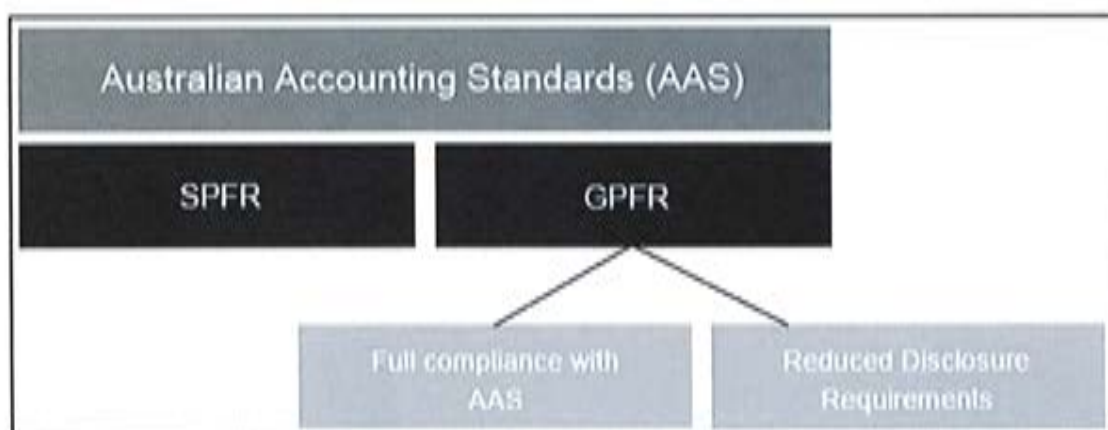 Australian Accounting Standards (AAS)
SPFR
GPFR
Full compliance with
AAS
Reduced Disclosure
Requirements